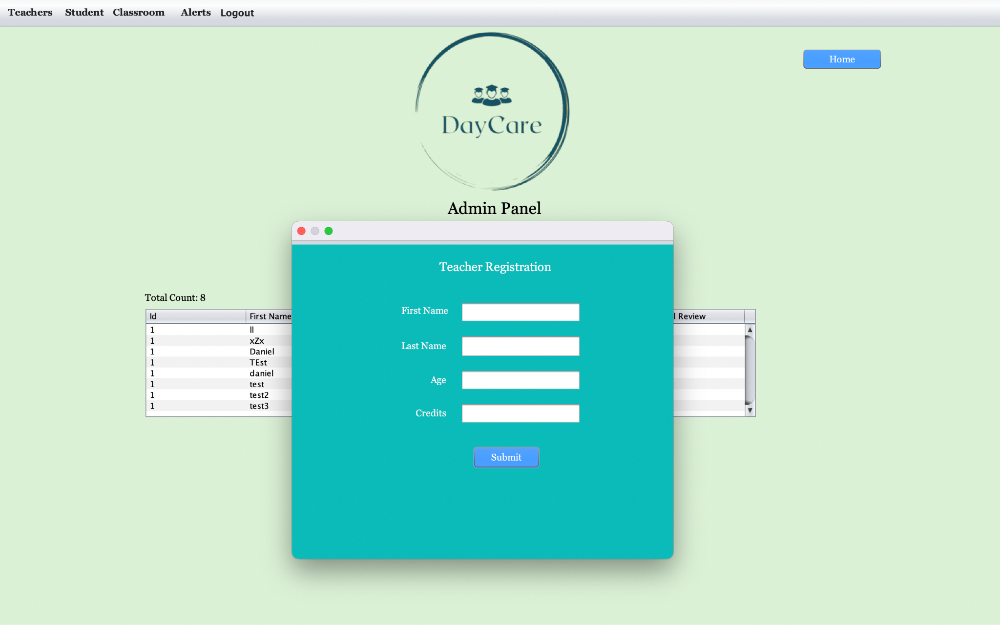 Teachers Student Classroom Alerts Logout
Home
DayCare
Admin Panel
Teacher Registration
First Name
Last Name
Age
Credits
Submit
Total Count: 8
Id First Name l Review
1 ll
1 xZx
1 Daniel
1 TEst
1 daniel
1 test
1 test2
1 test3